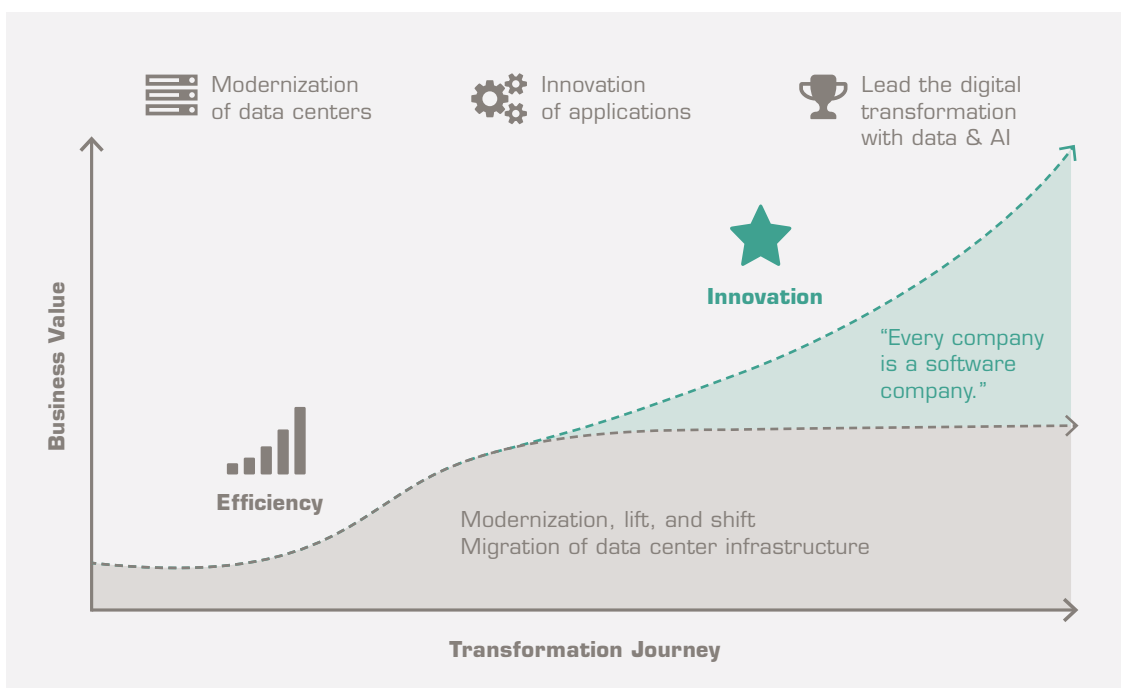 Modernization
of data centers
Innovation
of applications
Lead the digital
transformation
with data & AI
Innovation
“Every company
is a software
company.”
Business Value
Efficiency
Modernization, lift, and shift
Migration of data center infrastructure
Transformation Journey